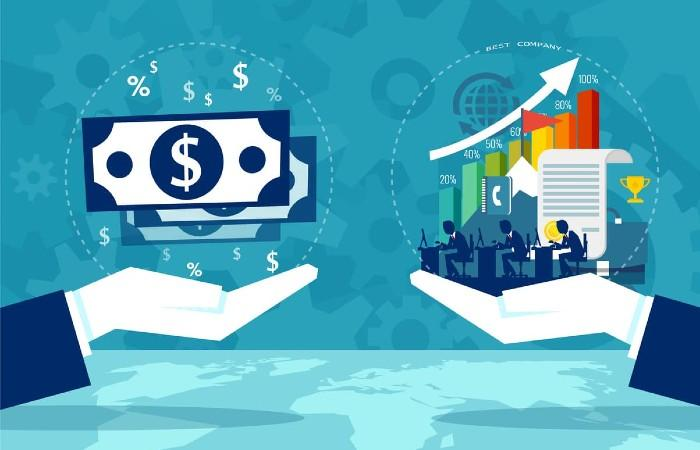 BEST COMPANY
% $ $ $ $ %
$
20%
40%
50%
60
80%
100%
$ % $ $